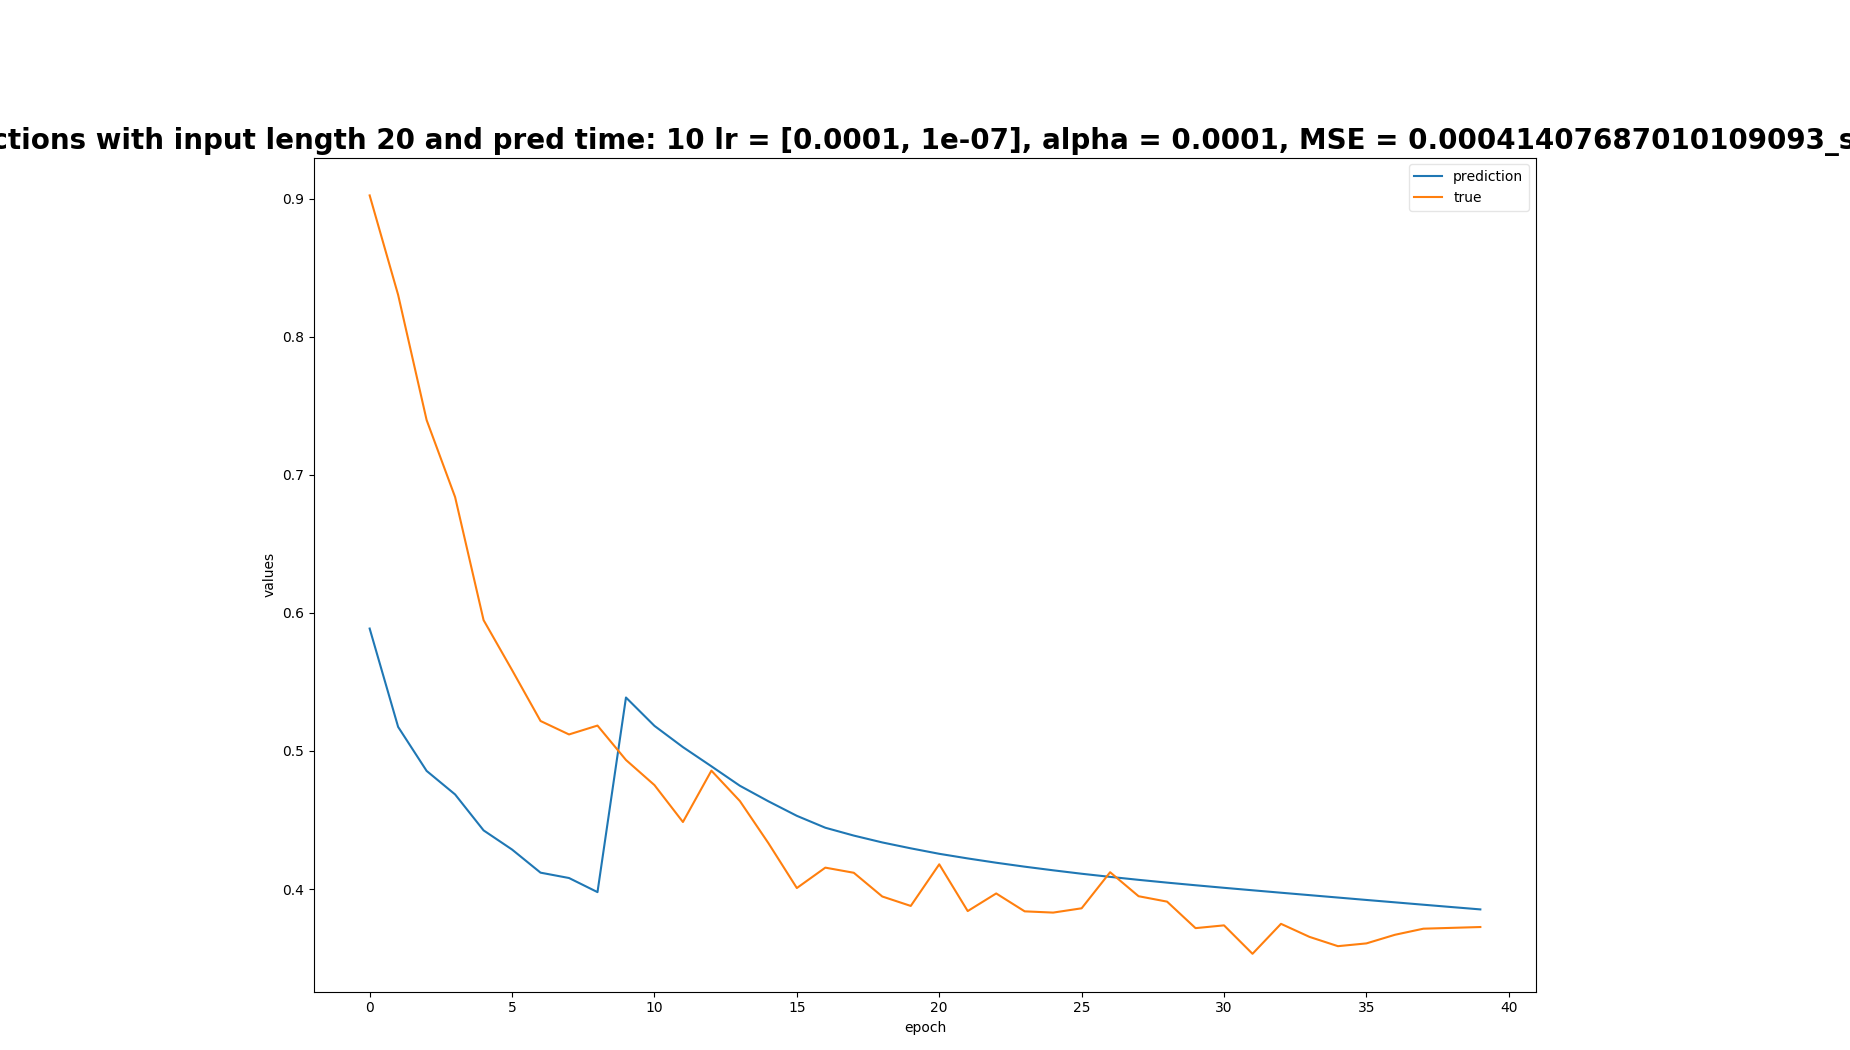 ctions with input length 20 and pred time: 10 lr = [0.0001, 1e-07], alpha = 0.0001, MSE = 0.00041407687010109093_s
prediction
true
0.9
0.8
0.7
0.6
0.5
0.4
values
0 5 10 15 20 25 30 35 40
epoch